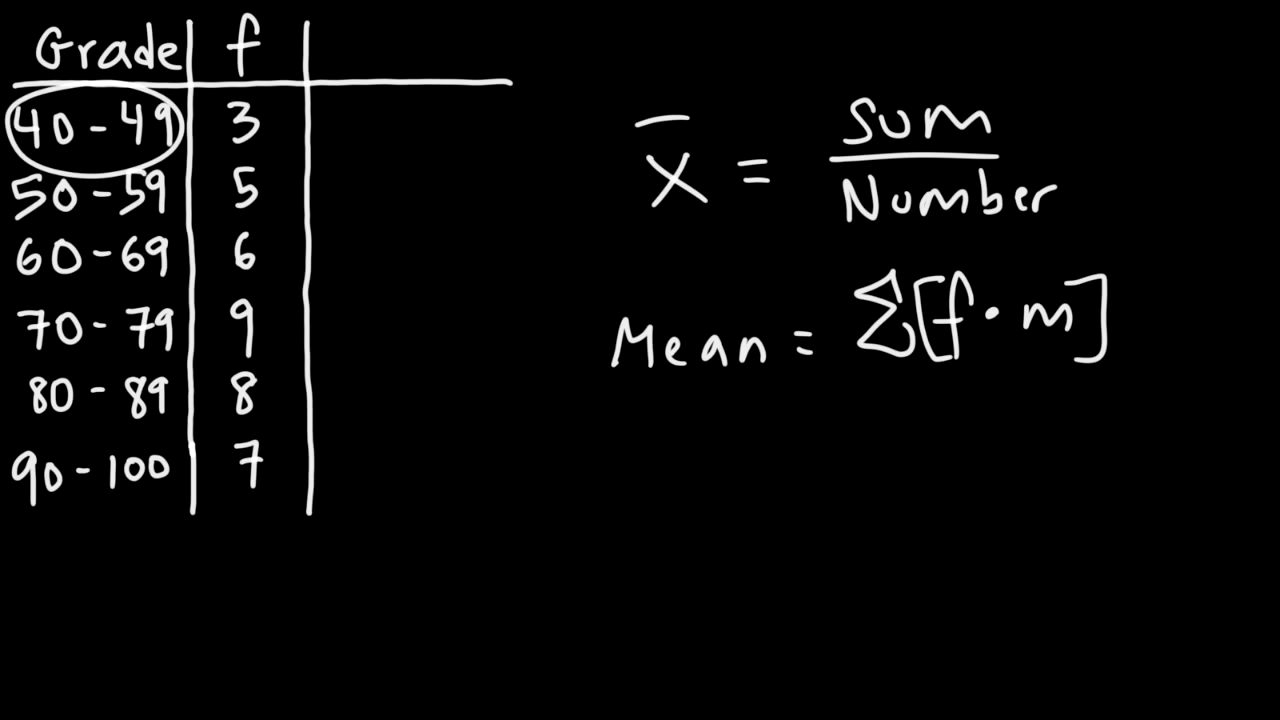 Grade f
40-49 3
50-59 5
60-69 6
70-79 9
80-89 8
90-100 7
x̄ = Sum
Number
Mean = Σ[f·m]